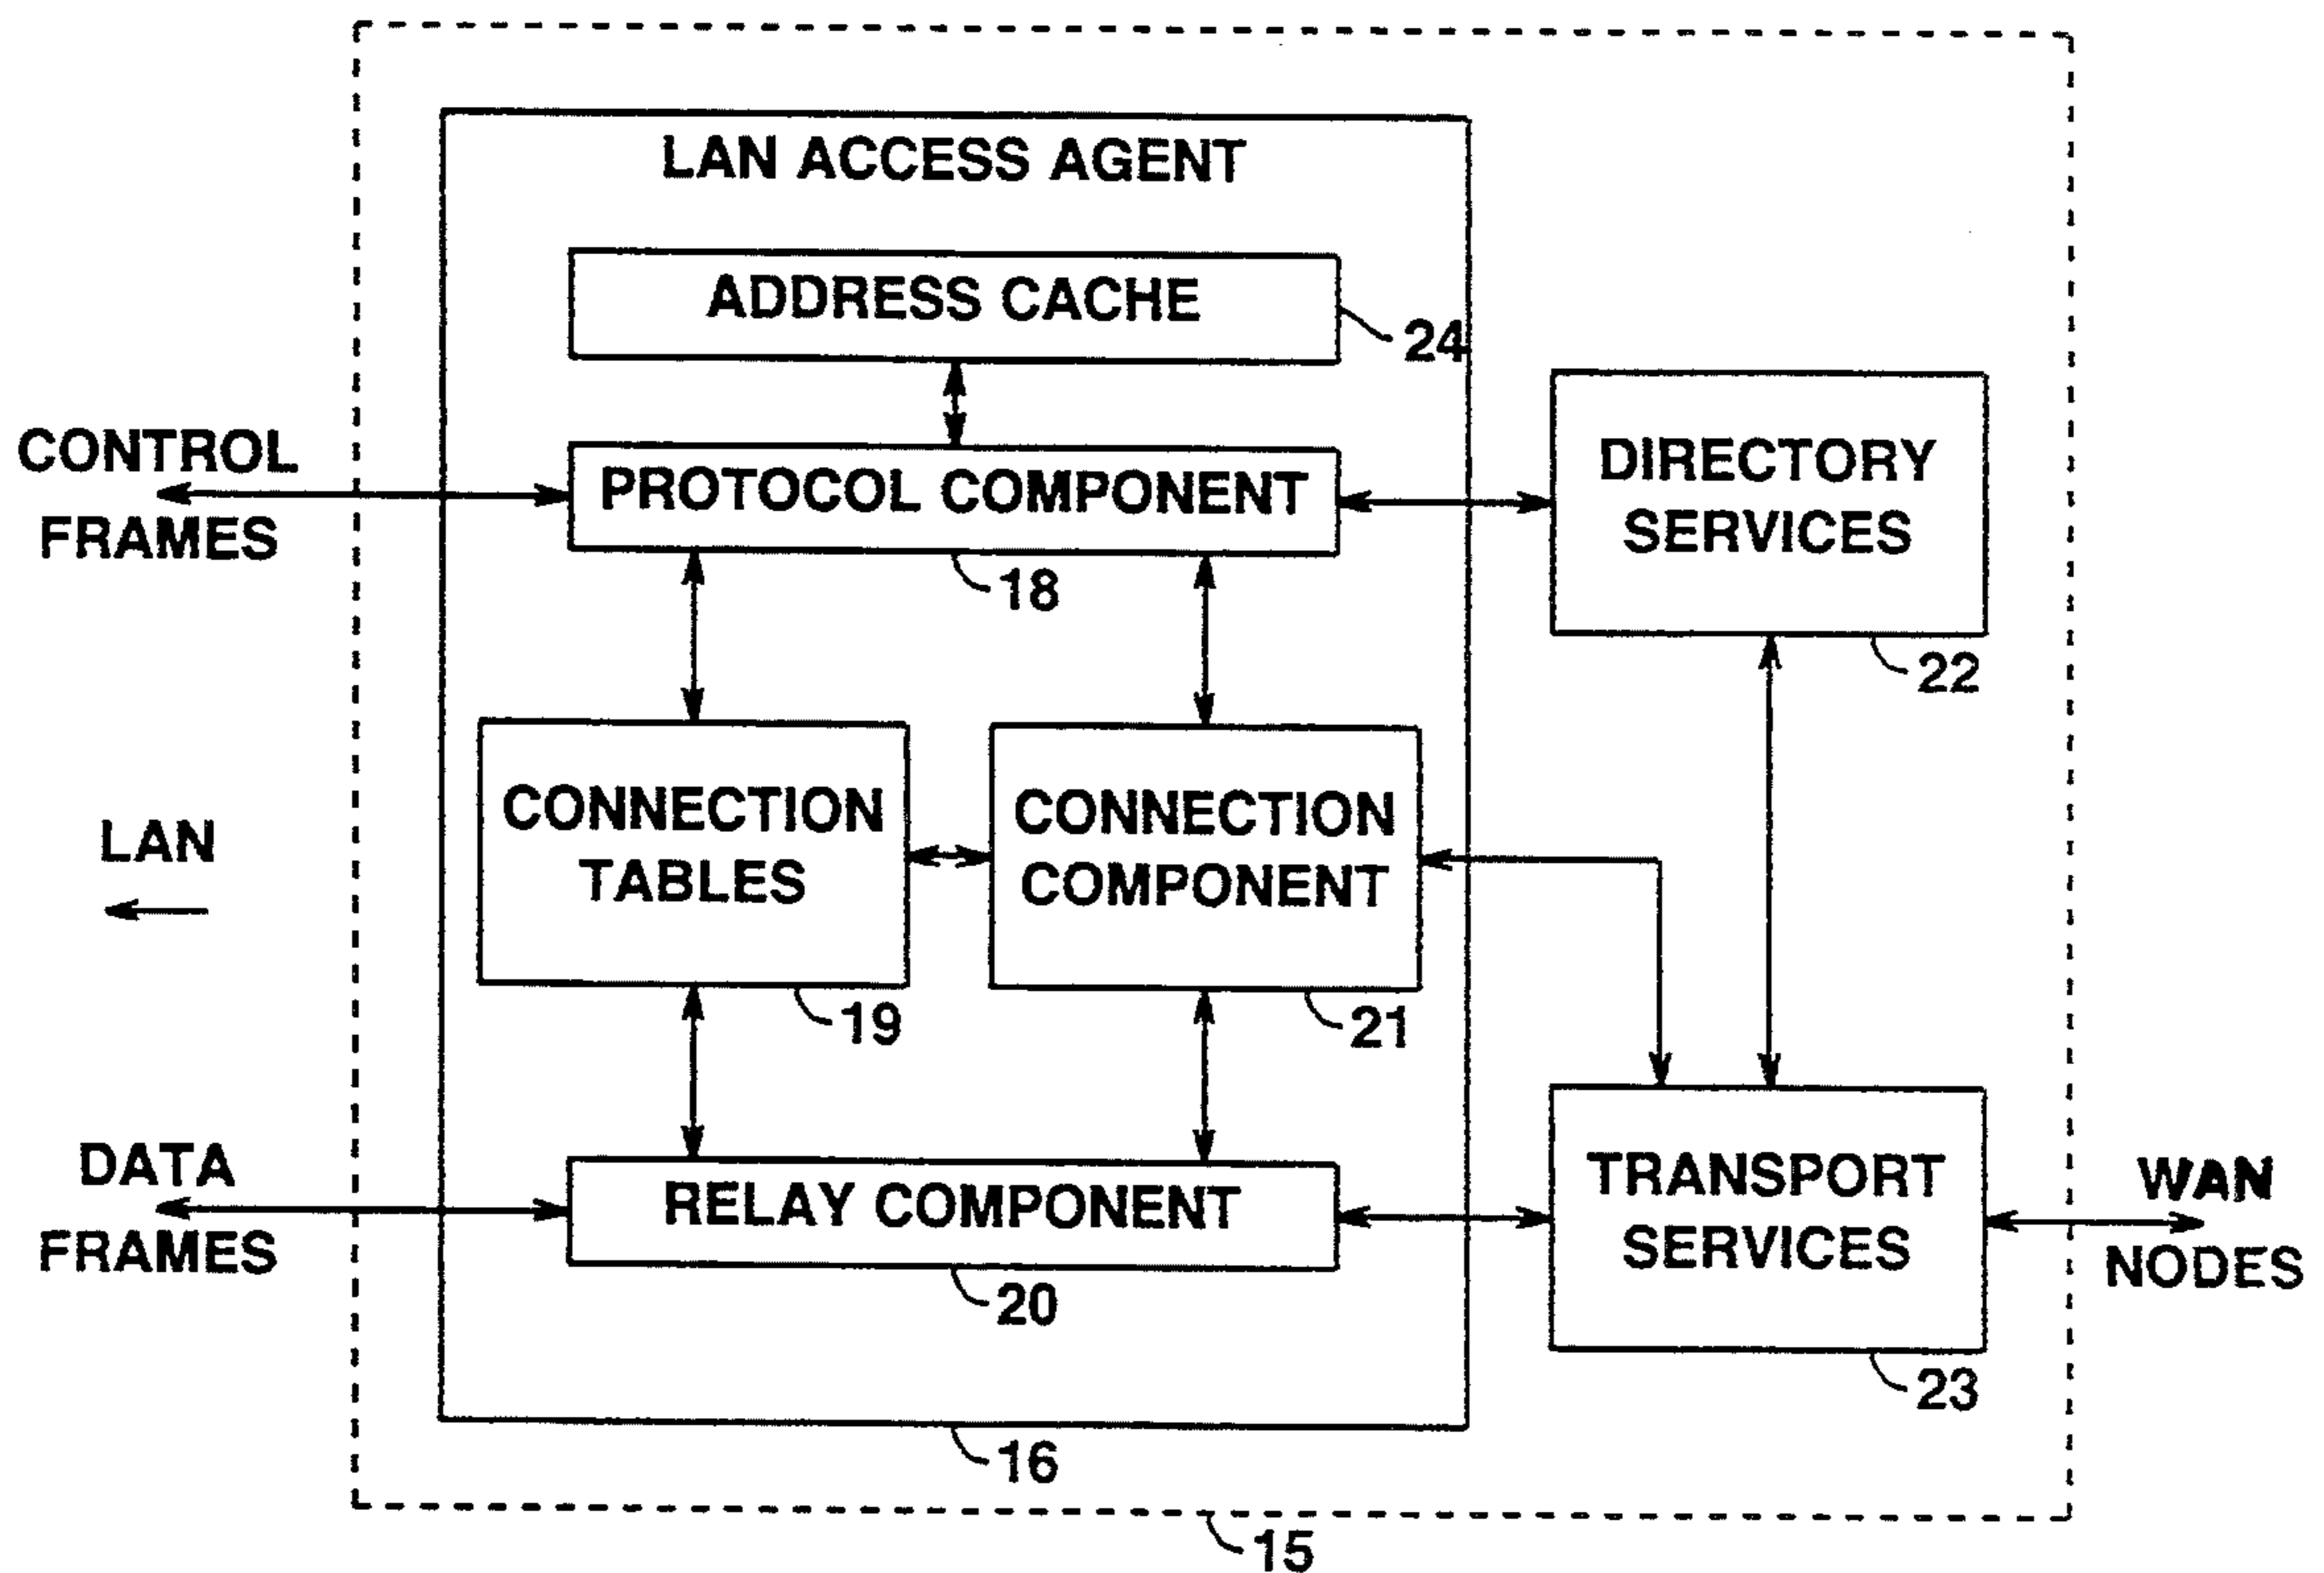 LAN ACCESS AGENT
ADDRESS CACHE
24
CONTROL
FRAMES
PROTOCOL COMPONENT
18
DIRECTORY
SERVICES
22
LAN
CONNECTION
TABLES
19
CONNECTION
COMPONENT
21
DATA
FRAMES
RELAY COMPONENT
20
TRANSPORT
SERVICES
23
WAN
NODES
16
15